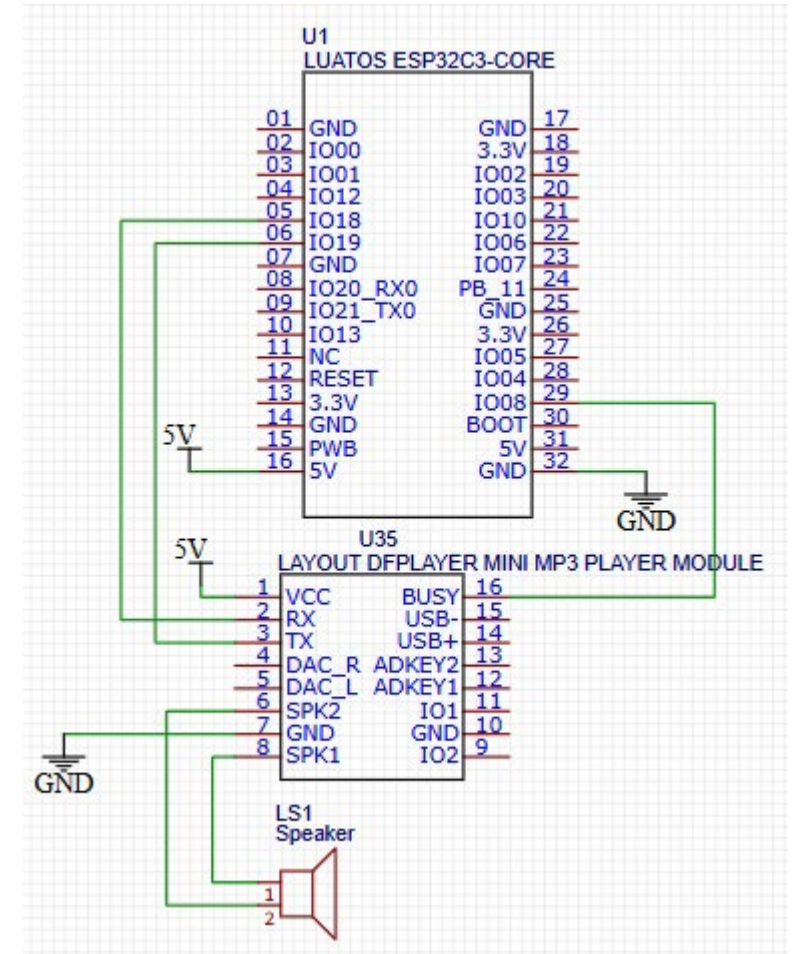 U1
LUATOS ESP32C3-CORE
01 GND GND 17
02 IO00 3.3V 18
03 IO01 IO02 19
04 IO12 IO03 20
05 IO18 IO10 21
06 IO19 IO06 22
07 GND IO07 23
08 IO20_RX0 PB_11 24
09 IO21_TX0 GND 25
10 IO13 3.3V 26
11 NC IO05 27
12 RESET IO04 28
13 3.3V IO08 29
14 GND BOOT 30
5V 15 PWB 5V 31
16 5V GND 32
GND
U35
5V LAYOUT DFPLAYER MINI MP3 PLAYER MODULE
1 VCC BUSY 16
2 RX USB- 15
3 TX USB+ 14
4 DAC_R ADKEY2 13
5 DAC_L ADKEY1 12
6 SPK2 IO1 11
7 GND GND 10
8 SPK1 IO2 9
GND
LS1
Speaker
1
2